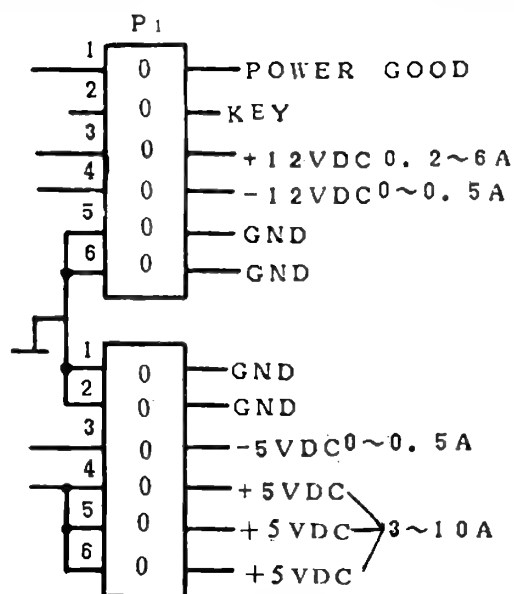 P1
1 0 POWER GOOD
2 0 KEY
3 0 +12VDC 0.2~6A
4 0 -12VDC 0~0.5A
5 0 GND
6 0 GND
1 0 GND
2 0 GND
3 0 -5VDC 0~0.5A
4 0 +5VDC
5 0 +5VDC 3~10A
6 0 +5VDC